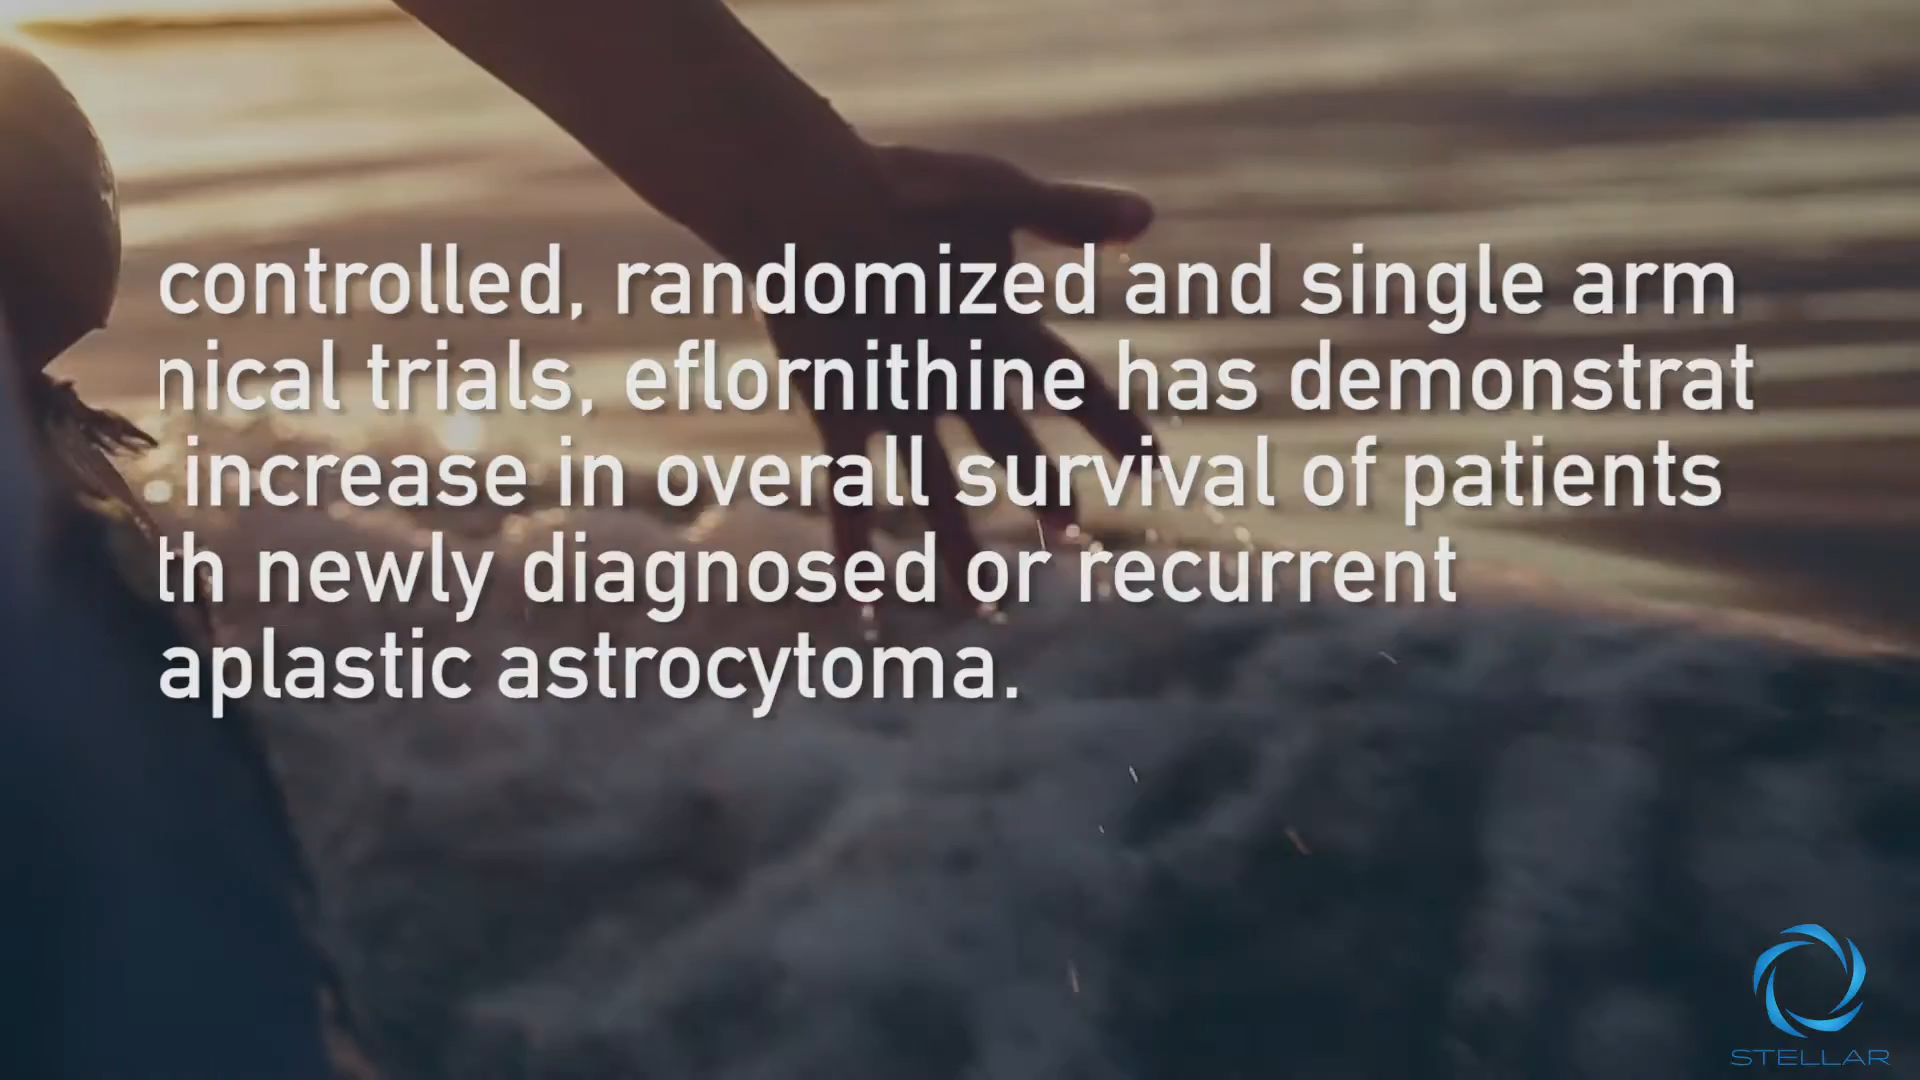 controlled, randomized and single arm
nical trials, eflornithine has demonstrat
increase in overall survival of patients
th newly diagnosed or recurrent
aplastic astrocytoma.
STELLAR